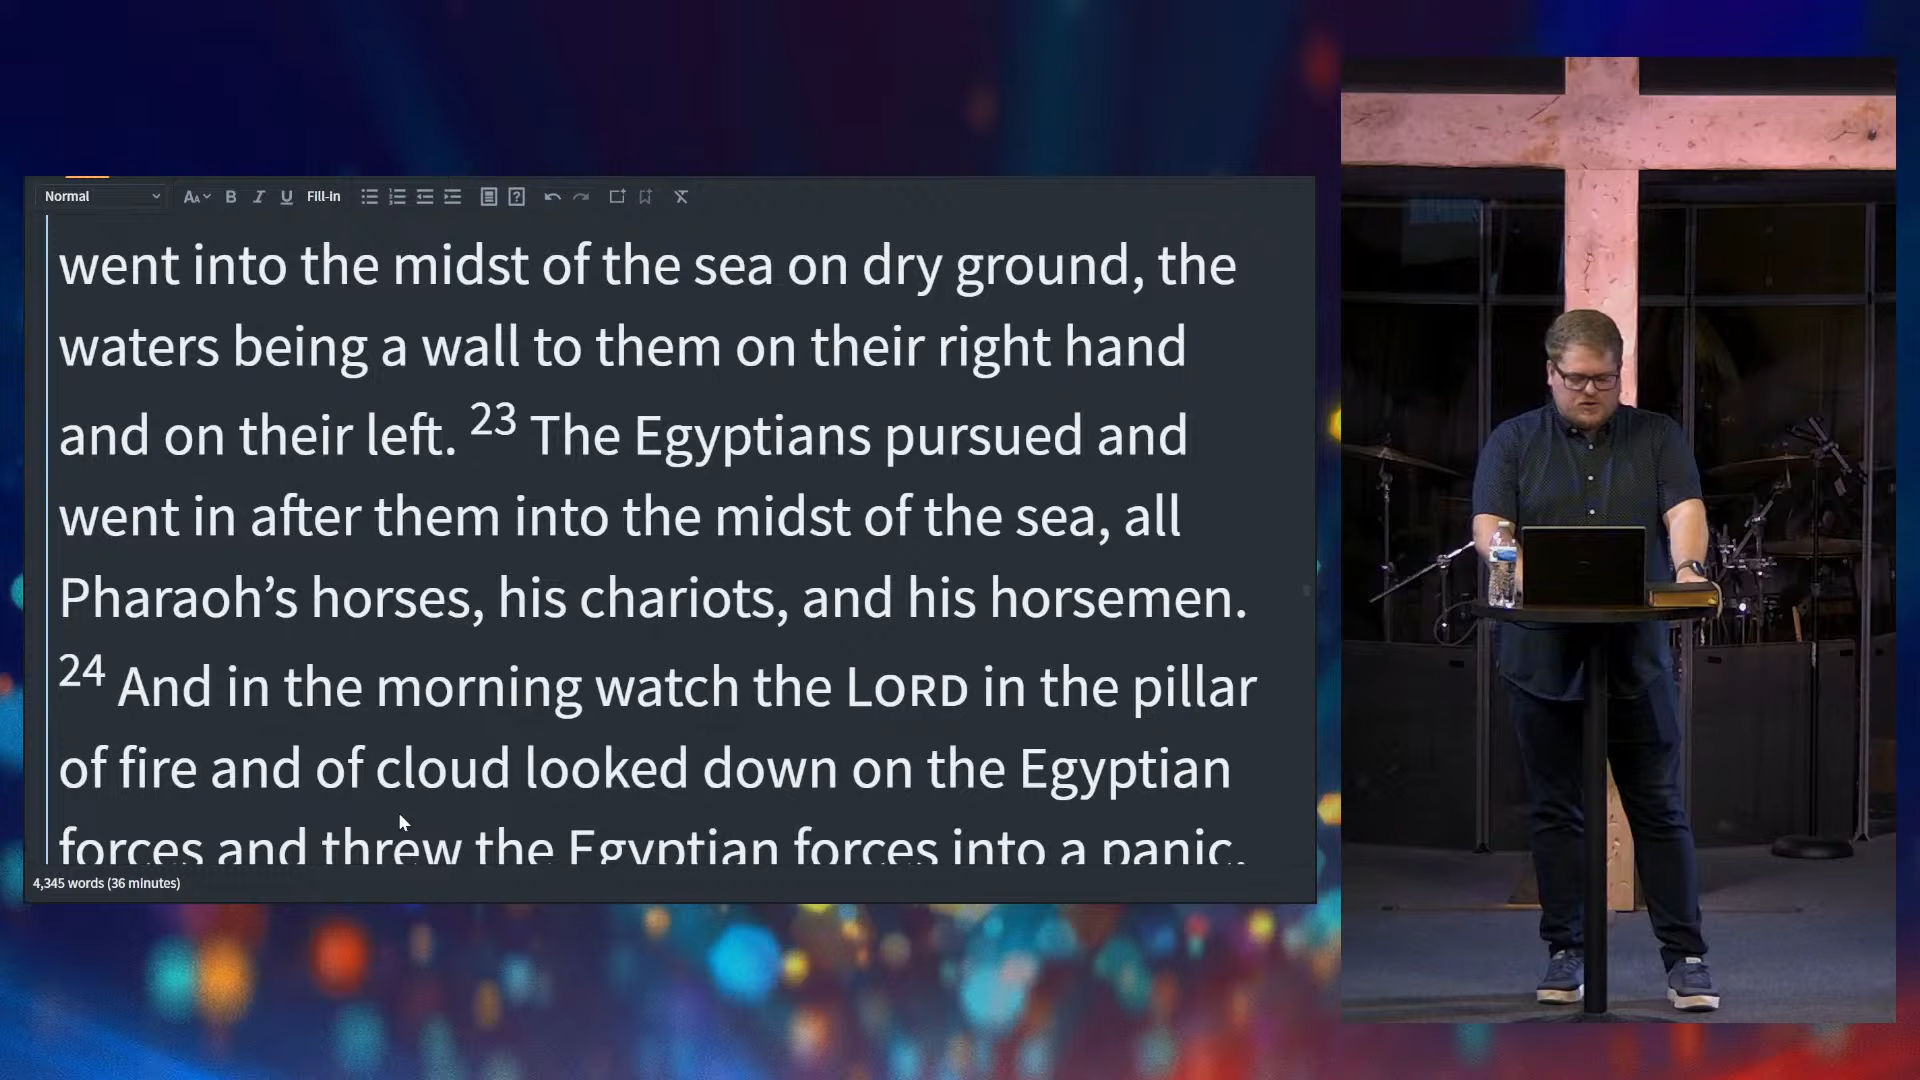 Normal
AA B I U Fill-in
went into the midst of the sea on dry ground, the
waters being a wall to them on their right hand
and on their left. 23 The Egyptians pursued and
went in after them into the midst of the sea, all
Pharaoh’s horses, his chariots, and his horsemen.
24 And in the morning watch the LORD in the pillar
of fire and of cloud looked down on the Egyptian
forces and threw the Egyptian forces into a panic.
4,345 words (36 minutes)